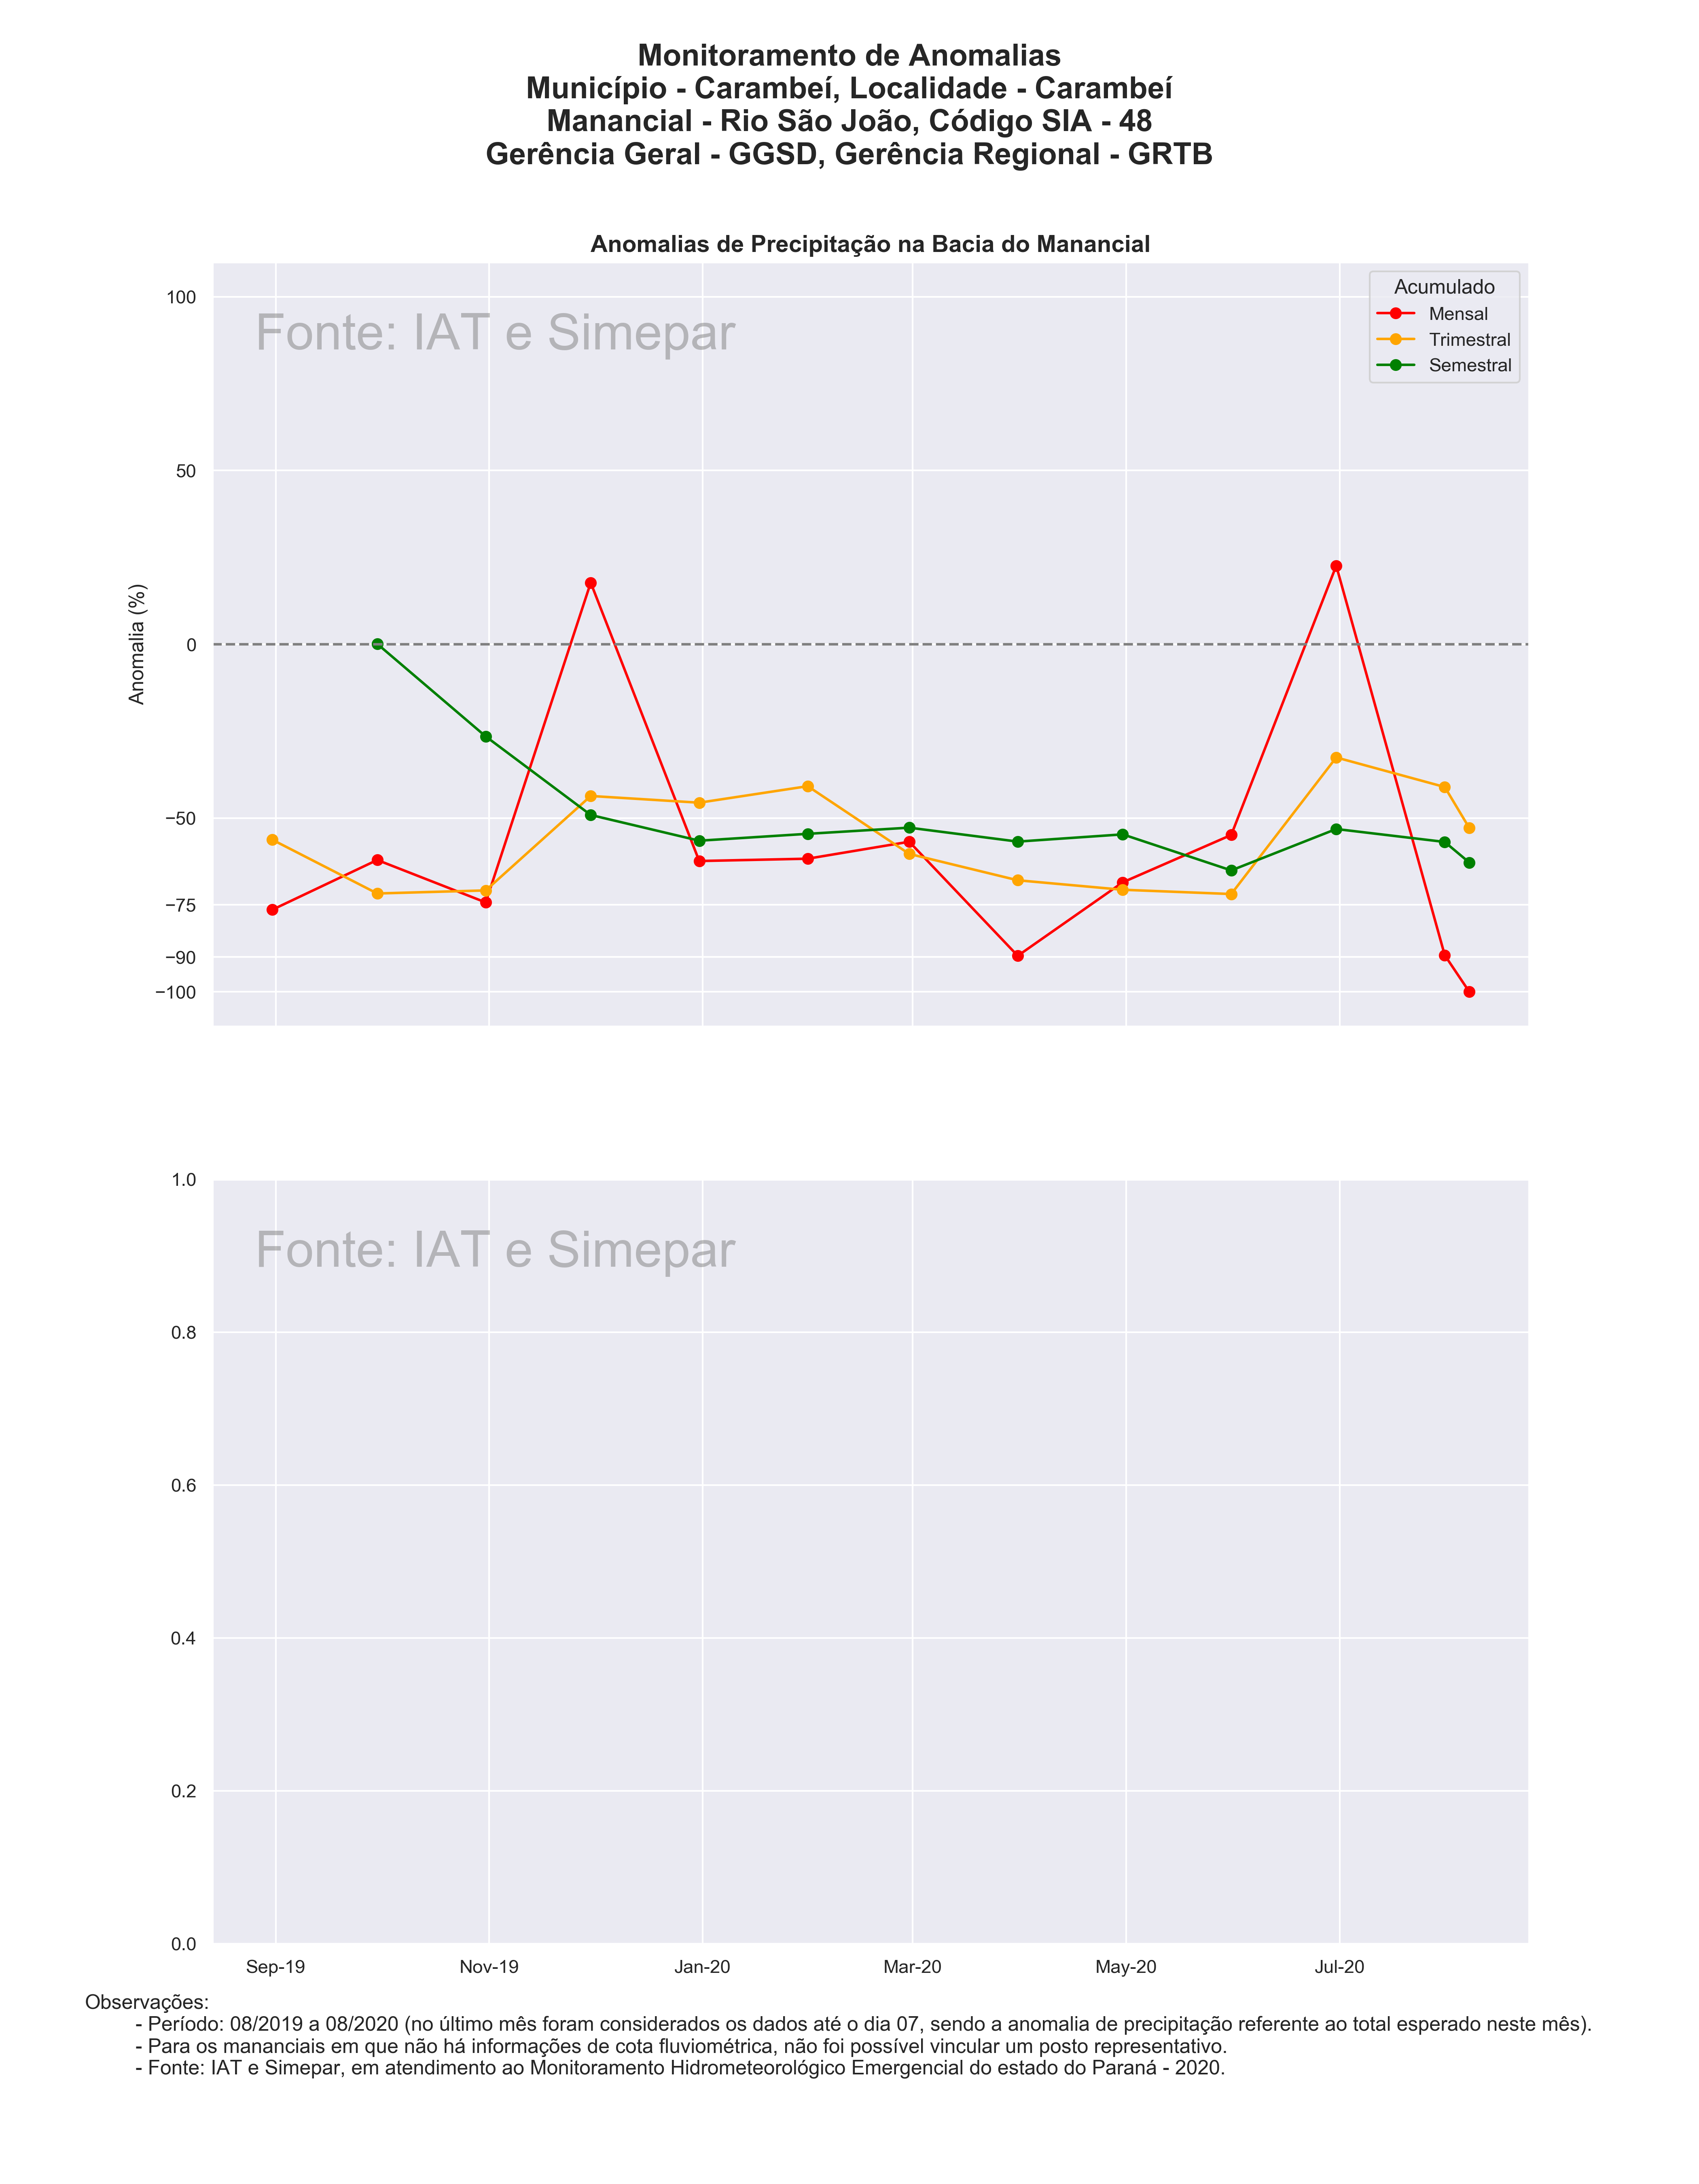 Monitoramento de Anomalias
Município - Carambeí, Localidade - Carambeí
Manancial - Rio São João, Código SIA - 48
Gerência Geral - GGSD, Gerência Regional - GRTB
Anomalias de Precipitação na Bacia do Manancial
Fonte: IAT e Simepar
Acumulado
Mensal
Trimestral
Semestral
Anomalia (%)
100
50
0
−50
−75
−90
−100
Fonte: IAT e Simepar
1.0
0.8
0.6
0.4
0.2
0.0
Sep-19 Nov-19 Jan-20 Mar-20 May-20 Jul-20
Observações:
- Período: 08/2019 a 08/2020 (no último mês foram considerados os dados até o dia 07, sendo a anomalia de precipitação referente ao total esperado neste mês).
- Para os mananciais em que não há informações de cota fluviométrica, não foi possível vincular um posto representativo.
- Fonte: IAT e Simepar, em atendimento ao Monitoramento Hidrometeorológico Emergencial do estado do Paraná - 2020.